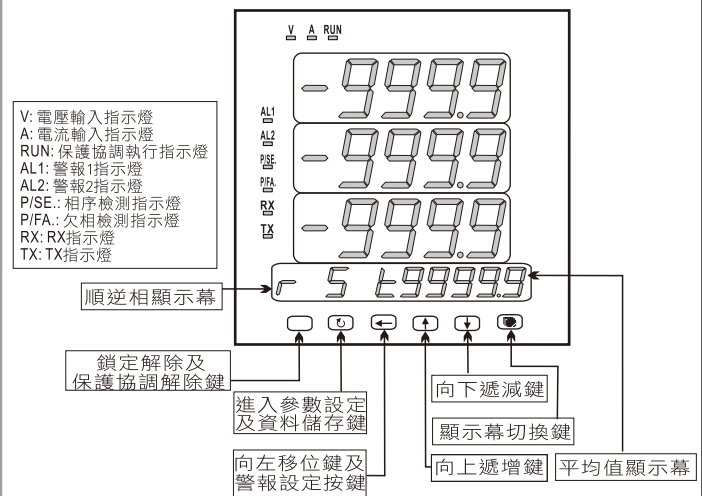 V A RUN
-999.9
AL1
AL2
-999.9
P/SE.
P/FA.
RX
-999.9
TX
r S t9999.9
V: 電壓輸入指示燈
A: 電流輸入指示燈
RUN: 保護協調執行指示燈
AL1: 警報1指示燈
AL2: 警報2指示燈
P/SE.: 相序檢測指示燈
P/FA.: 欠相檢測指示燈
RX: RX指示燈
TX: TX指示燈
順逆相顯示幕
鎖定解除及
保護協調解除鍵
進入參數設定
及資料儲存鍵
向左移位鍵及
警報設定按鍵
向下遞減鍵
顯示幕切換鍵
向上遞增鍵
平均值顯示幕